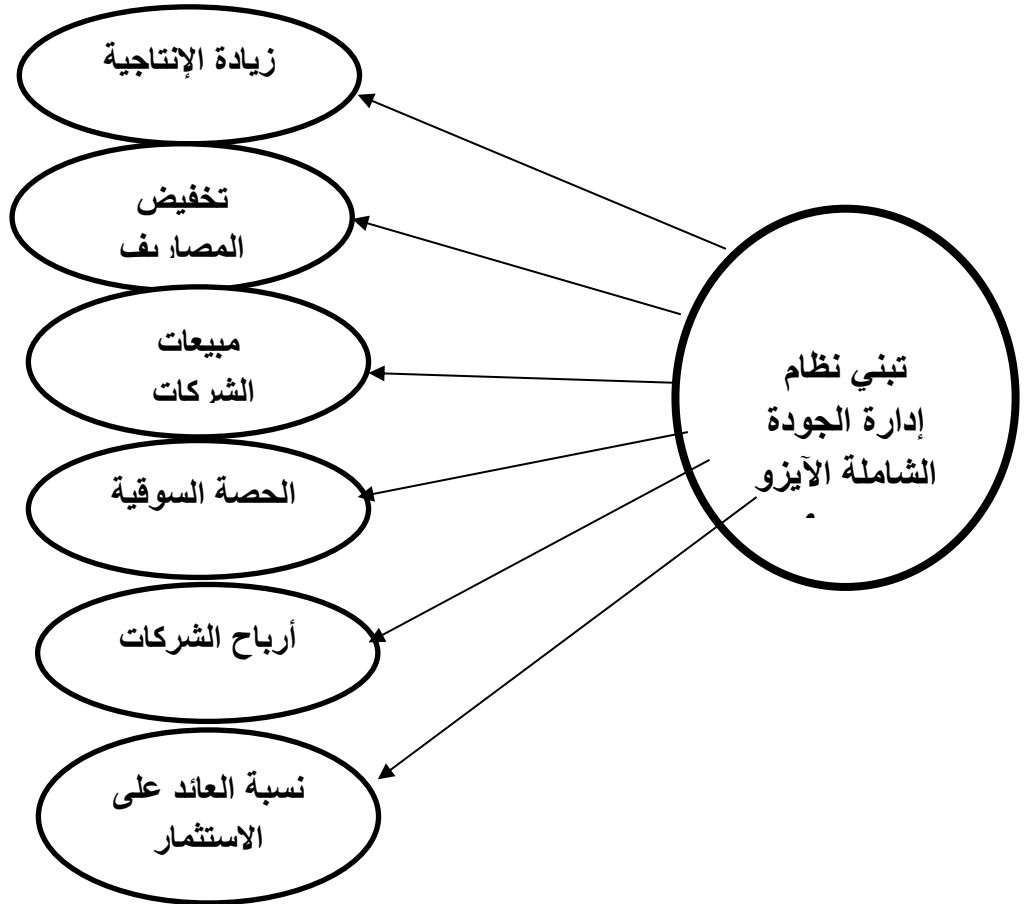 زيادة الإنتاجية
تخفيض
المصاريف
مبيعات
الشركات
الحصة السوقية
أرباح الشركات
نسبة العائد على
الاستثمار
تبني نظام
إدارة الجودة
الشاملة الآيزو